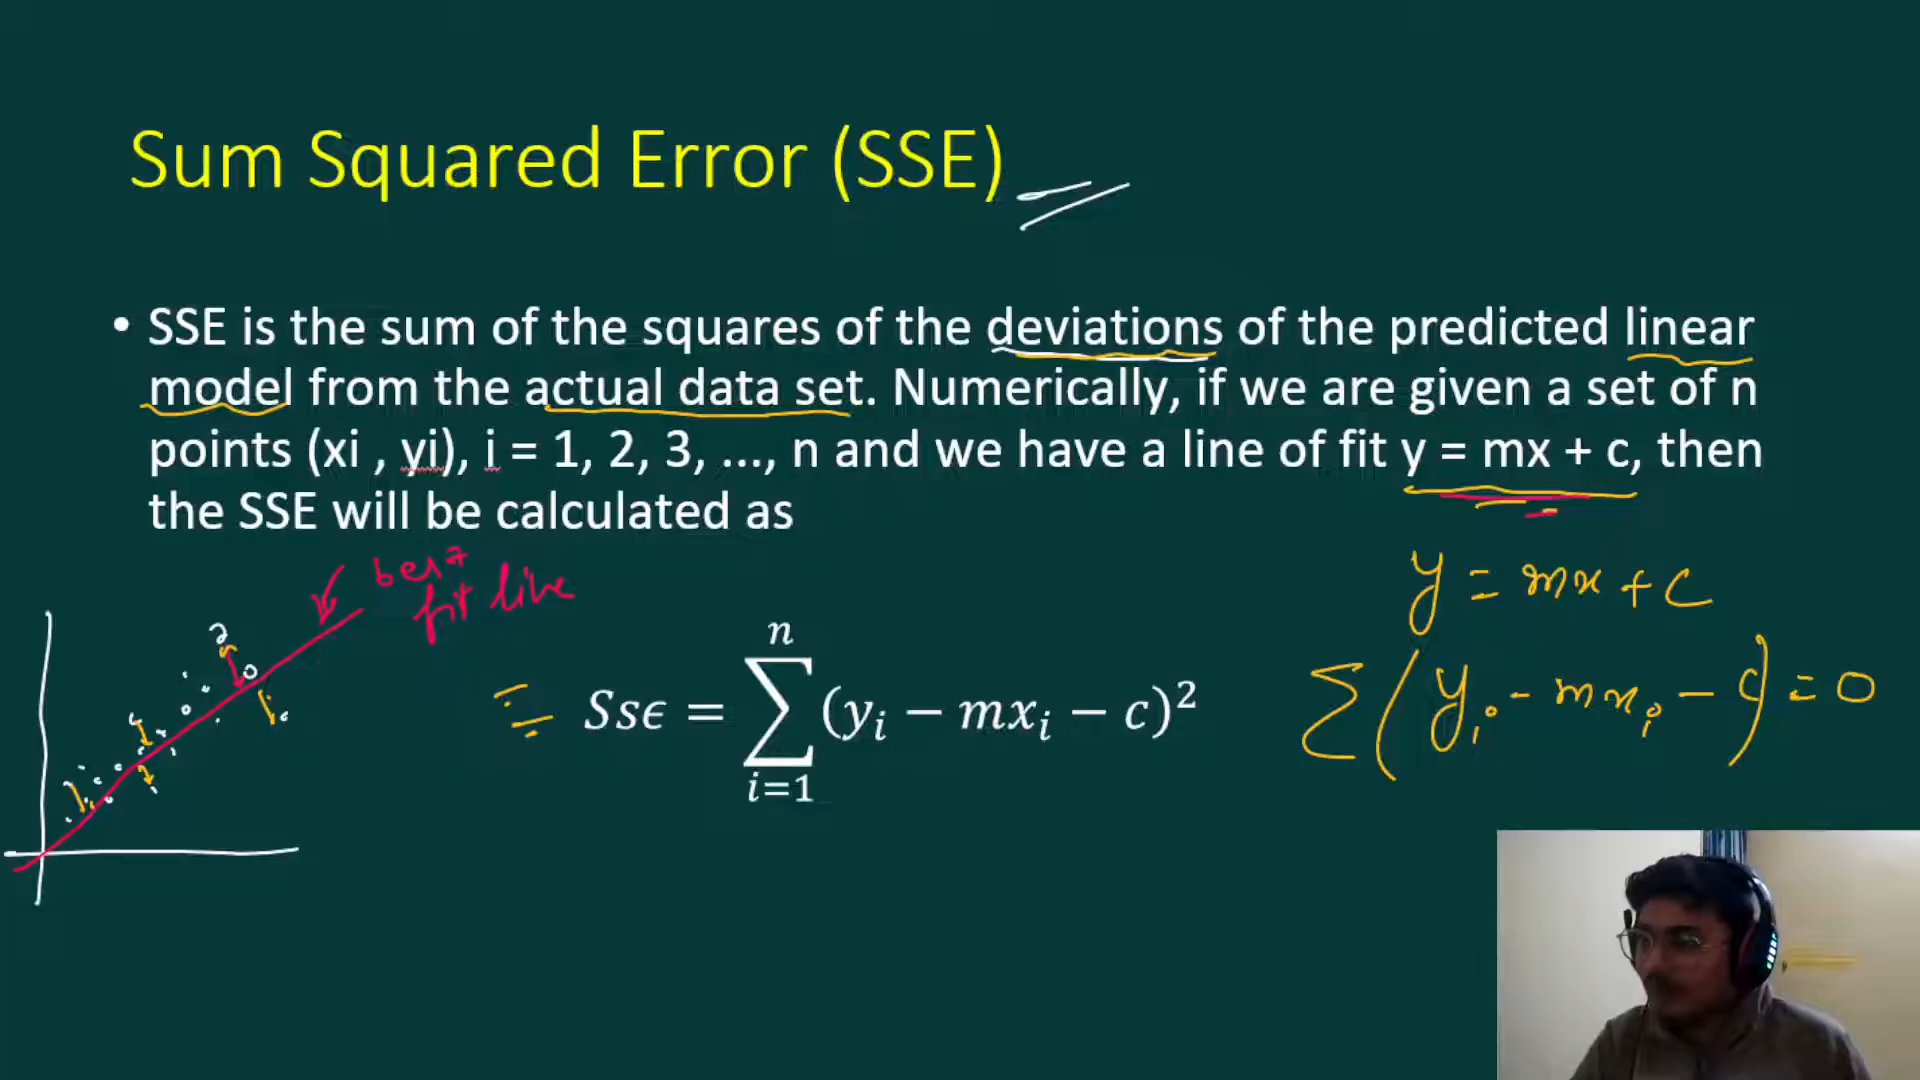 Sum Squared Error (SSE)
• SSE is the sum of the squares of the deviations of the predicted linear
model from the actual data set. Numerically, if we are given a set of n
points (xi , yi), i = 1, 2, 3, ..., n and we have a line of fit y = mx + c, then
the SSE will be calculated as
best
fit line
y = mx + c
Ssϵ = ∑ᵢ₌₁ⁿ (yᵢ − mxᵢ − c)²
Σ(yᵢ - mxᵢ - c) = 0